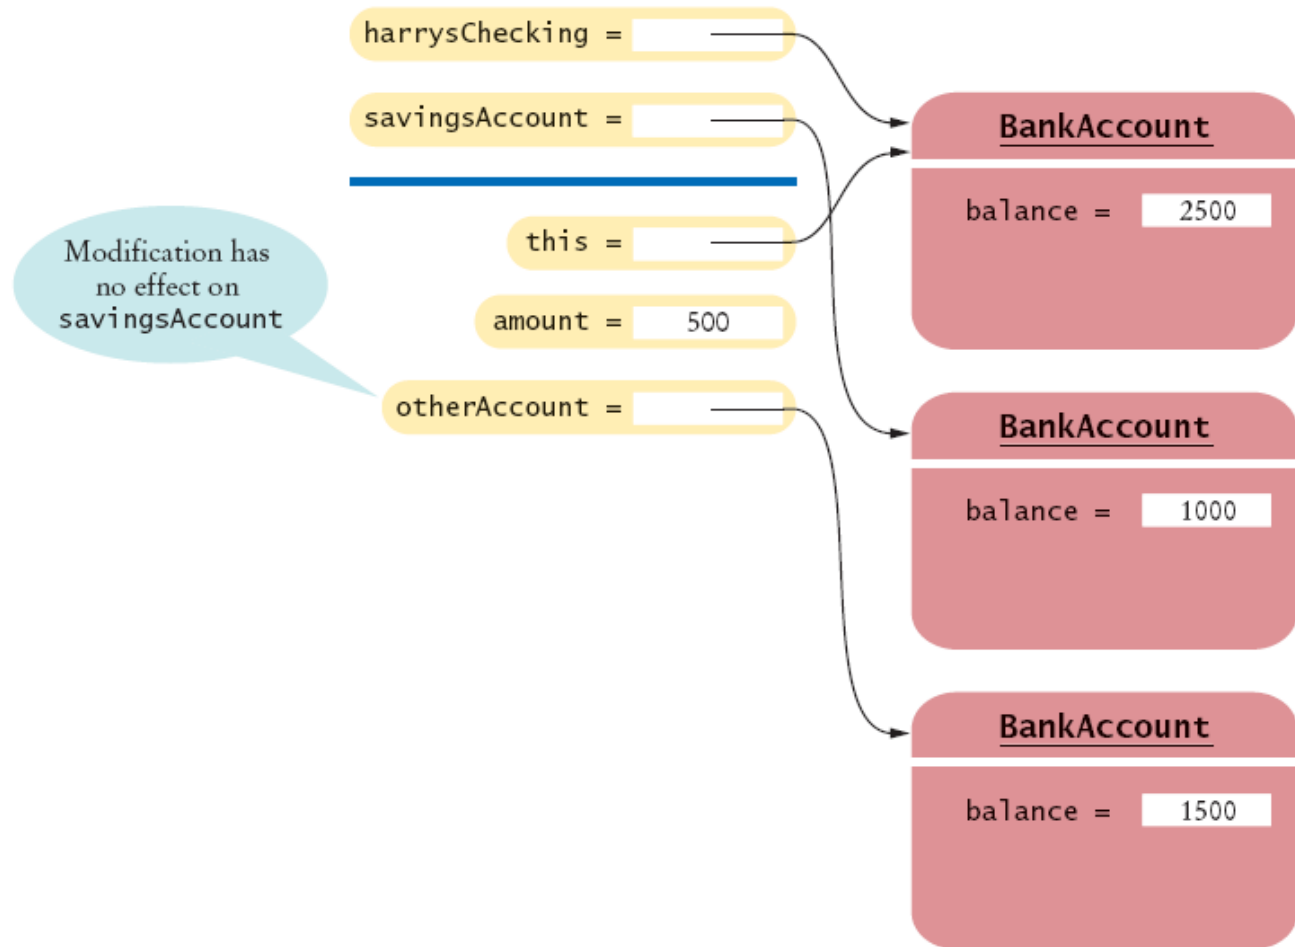 harrysChecking =
savingsAccount =
this =
amount = 500
otherAccount =
Modification has
no effect on
savingsAccount
BankAccount
balance = 2500
BankAccount
balance = 1000
BankAccount
balance = 1500